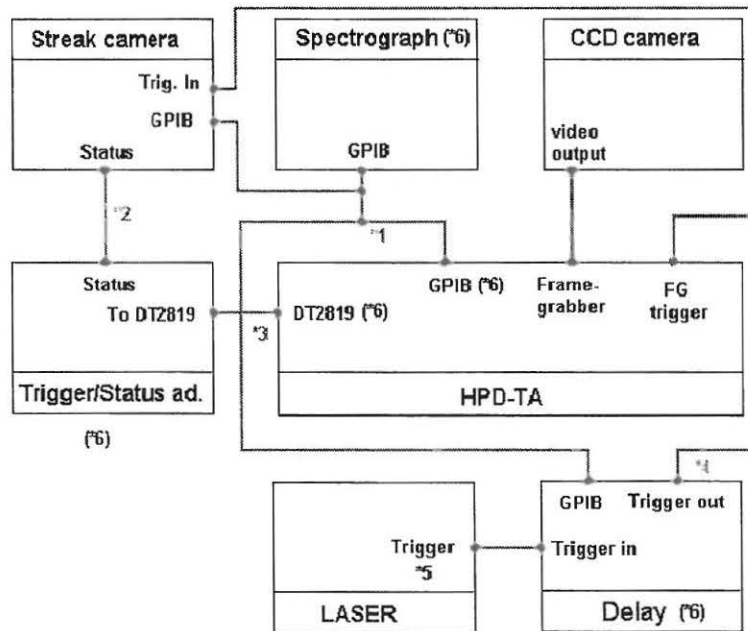 Streak camera
Spectrograph (*6)
CCD camera
Trig. In
GPIB
Status
GPIB
video
output
*2
*1
Status
To DT2819
*3
GPIB (*6)
Frame-
grabber
FG
trigger
DT2819 (*6)
Trigger/Status ad.
(*6)
HPD-TA
GPIB
Trigger out
Trigger
*5
Trigger in
LASER
Delay (*6)